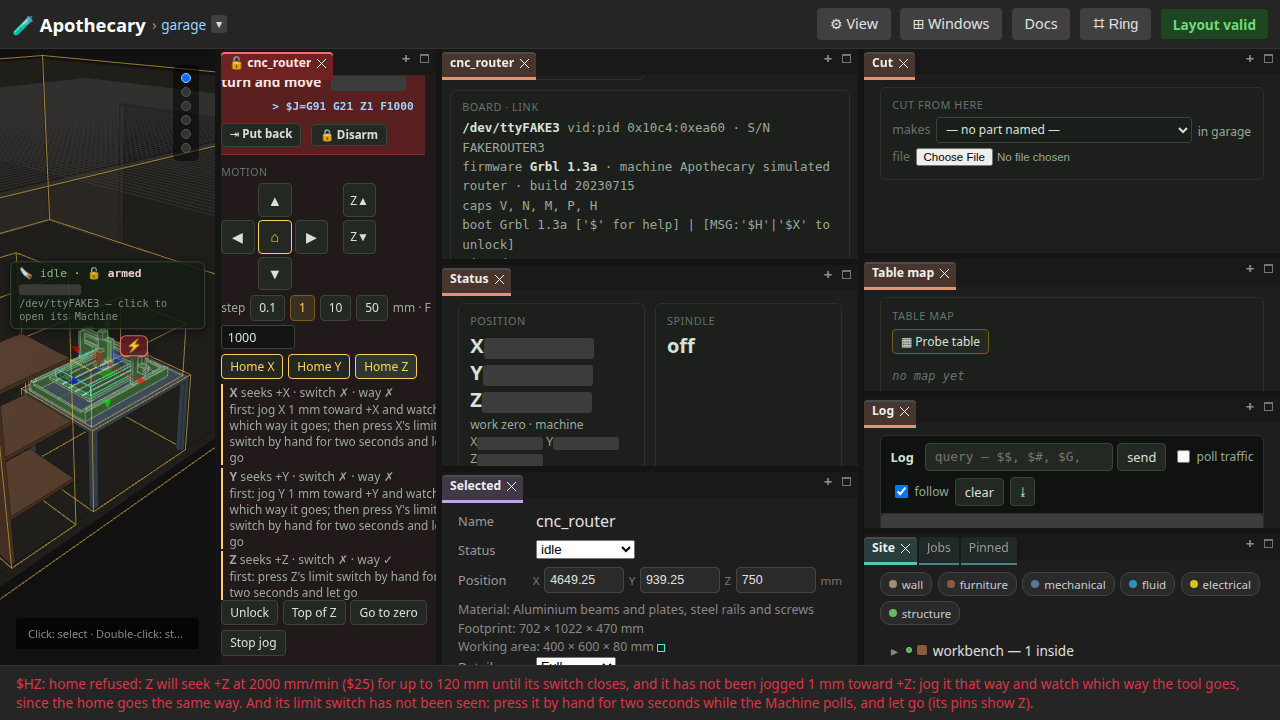 🧪 Apothecary › garage ▾
⚙ View
⊞ Windows
Docs
⌗ Ring
Layout valid
idle · 🔓 armed
/dev/ttyFAKE3 — click to
open its Machine
Click: select · Double-click: st…
🔓 cnc_router
turn and move
> $J=G91 G21 Z1 F1000
⇥ Put back
🔒 Disarm
MOTION
▲
Z▲
◀
⌂
▶
Z▼
▼
step 0.1 1 10 50 mm · F
1000
Home X
Home Y
Home Z
X seeks +X · switch ✗ · way ✗
first: jog X 1 mm toward +X and watch
which way it goes; then press X's limit
switch by hand for two seconds and le
go
Y seeks +Y · switch ✗ · way ✗
first: jog Y 1 mm toward +Y and watch
which way it goes; then press Y's limit
switch by hand for two seconds and le
go
Z seeks +Z · switch ✗ · way ✓
first: press Z's limit switch by hand for
two seconds and let go
Unlock
Top of Z
Go to zero
Stop jog
cnc_router
BOARD · LINK
/dev/ttyFAKE3 vid:pid 0x10c4:0xea60 · S/N
FAKEROUTER3
firmware Grbl 1.3a · machine Apothecary simulated
router · build 20230715
caps V, N, M, P, H
boot Grbl 1.3a ['$' for help] | [MSG:'$H'|'$X' to
unlock]
Status
POSITION
X
Y
Z
work zero · machine
X Y
Z
SPINDLE
off
Selected
Name cnc_router
Status idle
Position X 4649.25 Y 939.25 Z 750 mm
Material: Aluminium beams and plates, steel rails and screws
Footprint: 702 × 1022 × 470 mm
Working area: 400 × 600 × 80 mm
Cut
CUT FROM HERE
makes — no part named — in garage
file Choose File No file chosen
Table map
TABLE MAP
▦ Probe table
no map yet
Log
Log query — $$, $#, $G, send poll traffic
follow clear ⤓
Site
Jobs
Pinned
wall
furniture
mechanical
fluid
electrical
structure
▸ workbench — 1 inside
$HZ: home refused: Z will seek +Z at 2000 mm/min ($25) for up to 120 mm until its switch closes, and it has not been jogged 1 mm toward +Z: jog it that way and watch which way the tool goes,
since the home goes the same way. And its limit switch has not been seen: press it by hand for two seconds while the Machine polls, and let go (its pins show Z).